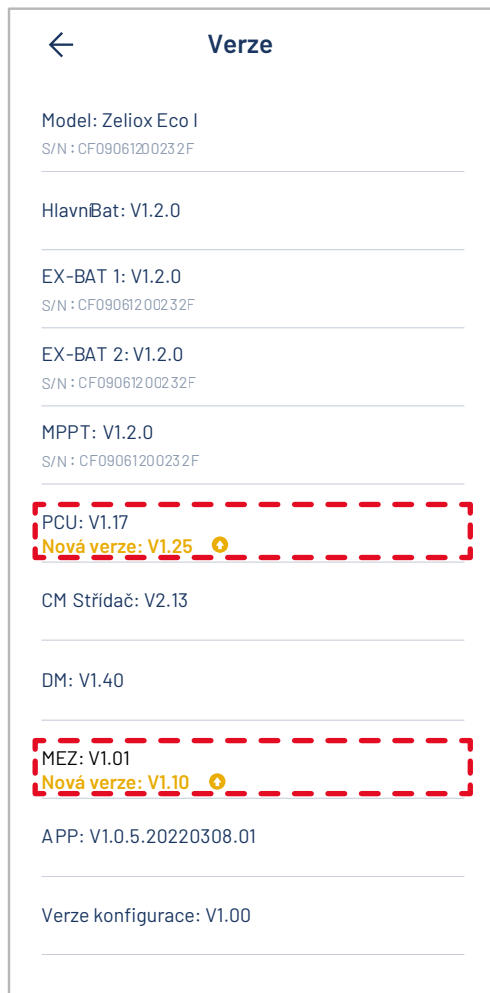 Verze
Model: Zeliox Eco I
S/N : CF09061200232F
HlavníBat: V1.2.0
EX-BAT 1: V1.2.0
S/N : CF09061200232F
EX-BAT 2: V1.2.0
S/N : CF09061200232F
MPPT: V1.2.0
S/N : CF09061200232F
PCU: V1.17
Nová verze: V1.25
CM Střídač: V2.13
DM: V1.40
MEZ: V1.01
Nová verze: V1.10
APP: V1.0.5.20220308.01
Verze konfigurace: V1.00